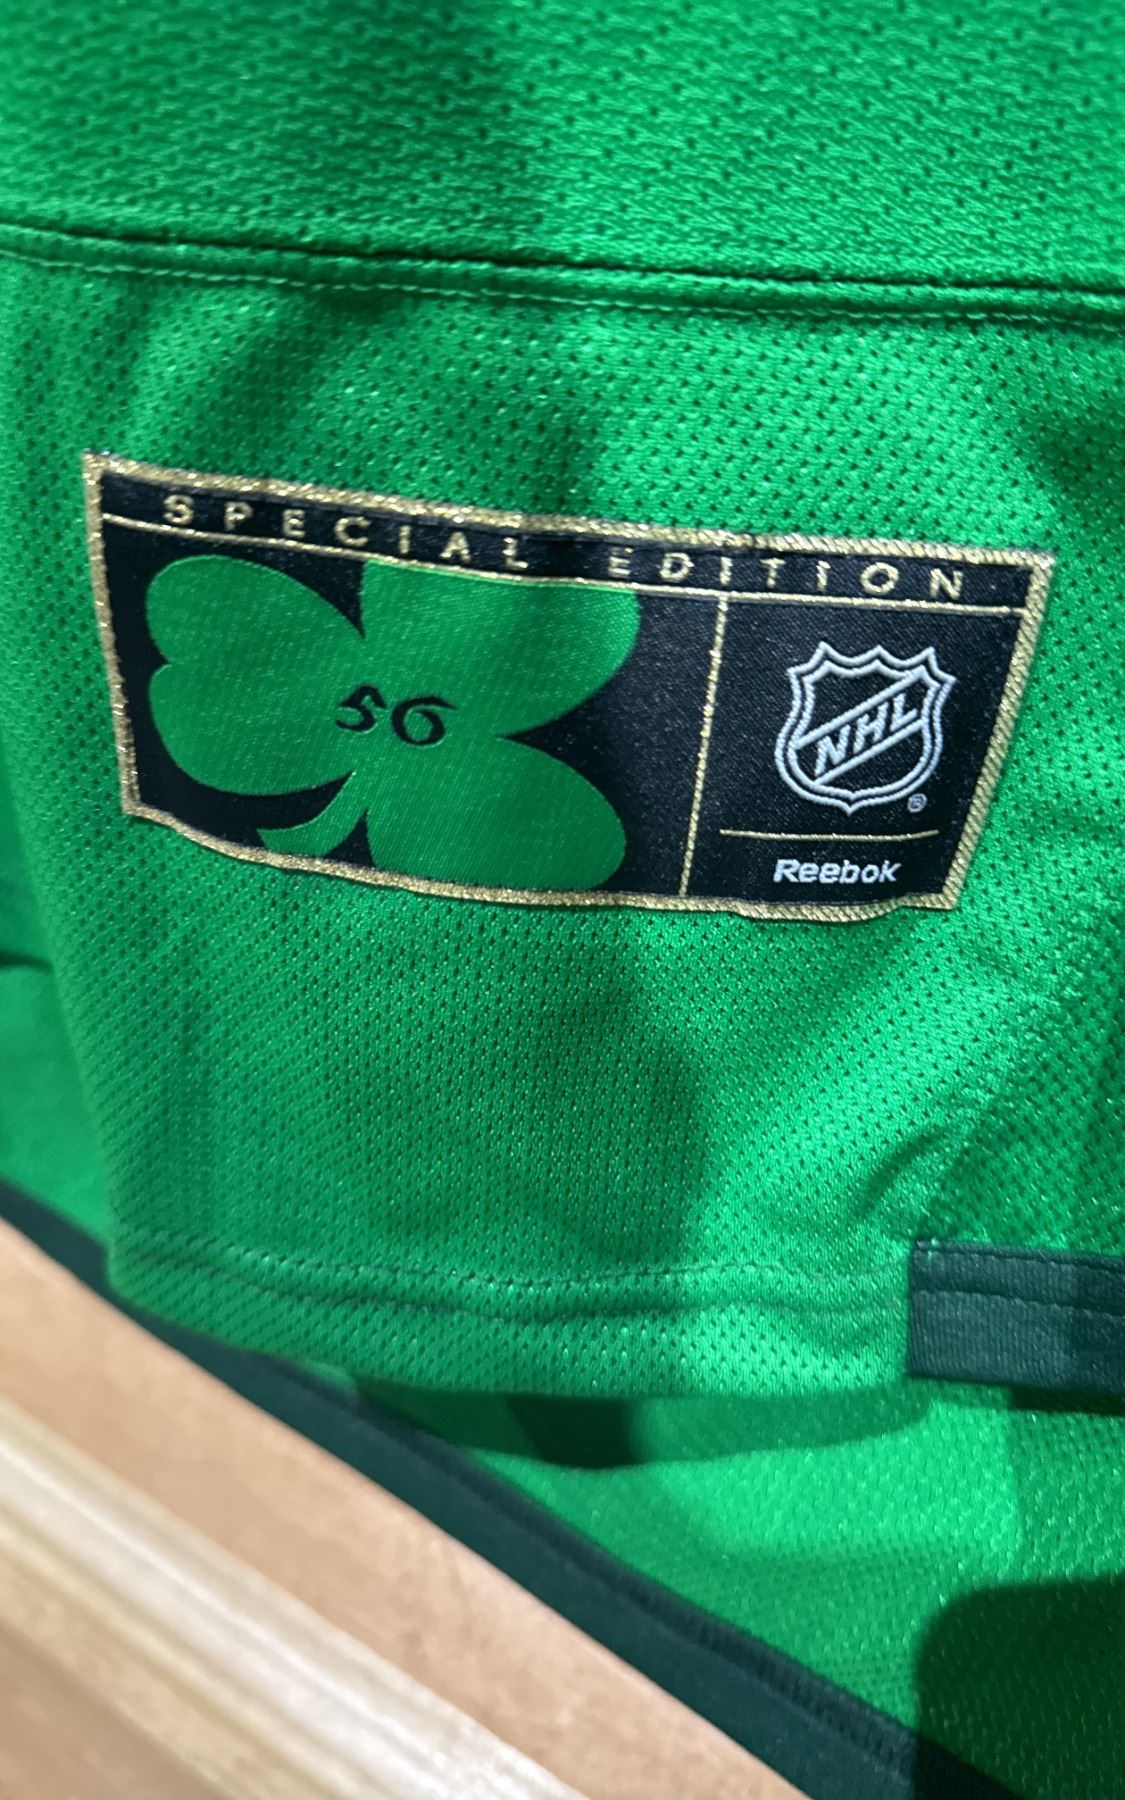 SPECIAL EDITION
56
NHL
®
Reebok